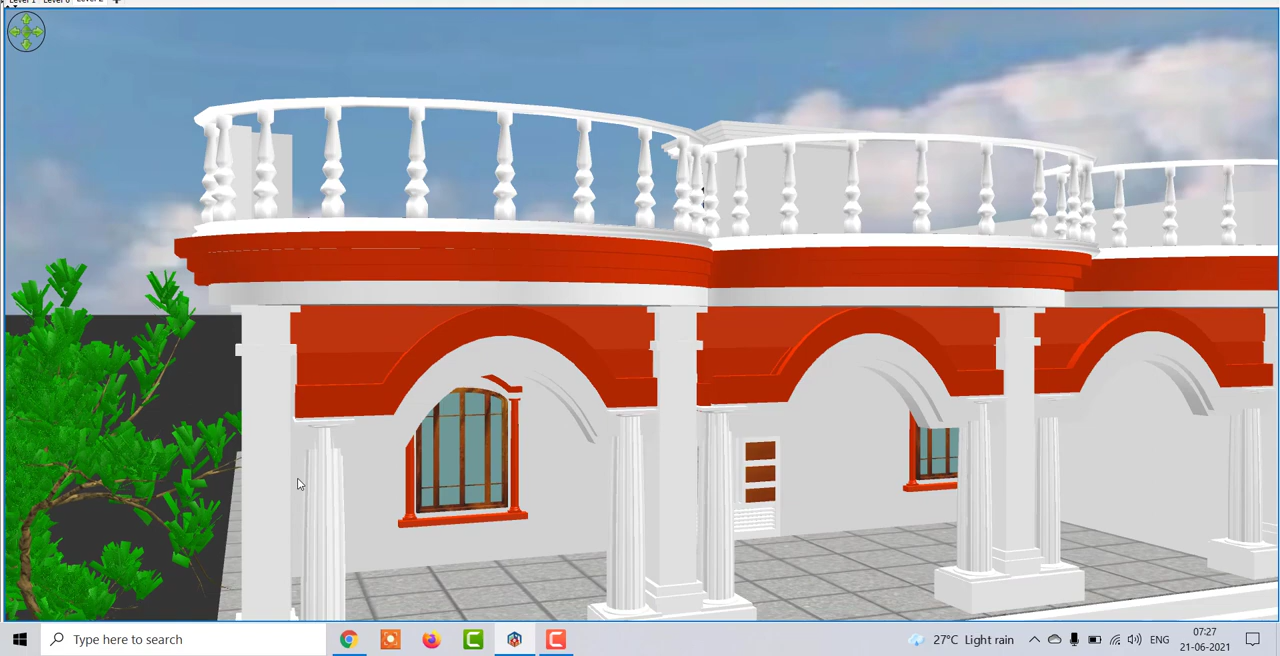 Type here to search
27°C Light rain
ENG
07:27
21-06-2021